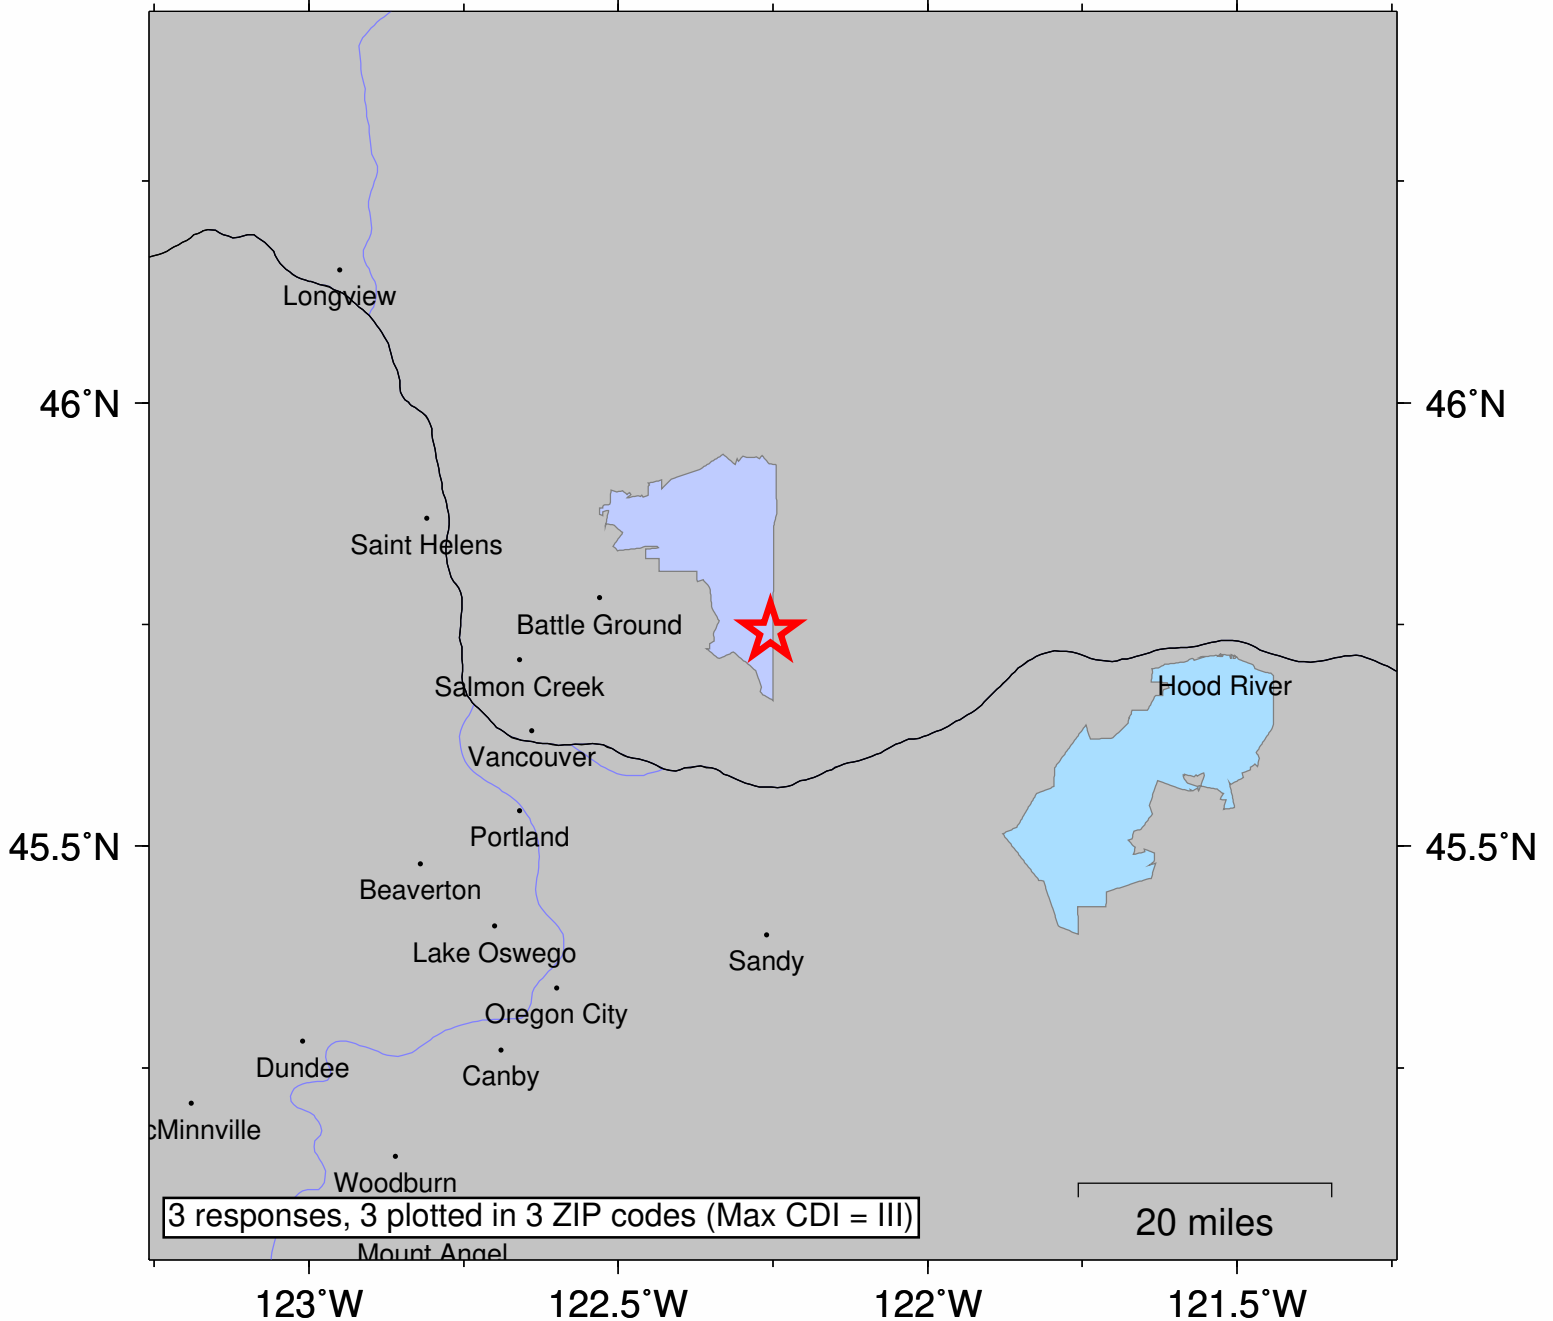 Longview
46°N
46°N
Saint Helens
Battle Ground
Salmon Creek
Hood River
Vancouver
Portland
45.5°N
45.5°N
Beaverton
Lake Oswego
Sandy
Oregon City
Dundee
Canby
cMinnville
Woodburn
3 responses, 3 plotted in 3 ZIP codes (Max CDI = III)
20 miles
Mount Angel
123°W
122.5°W
122°W
121.5°W